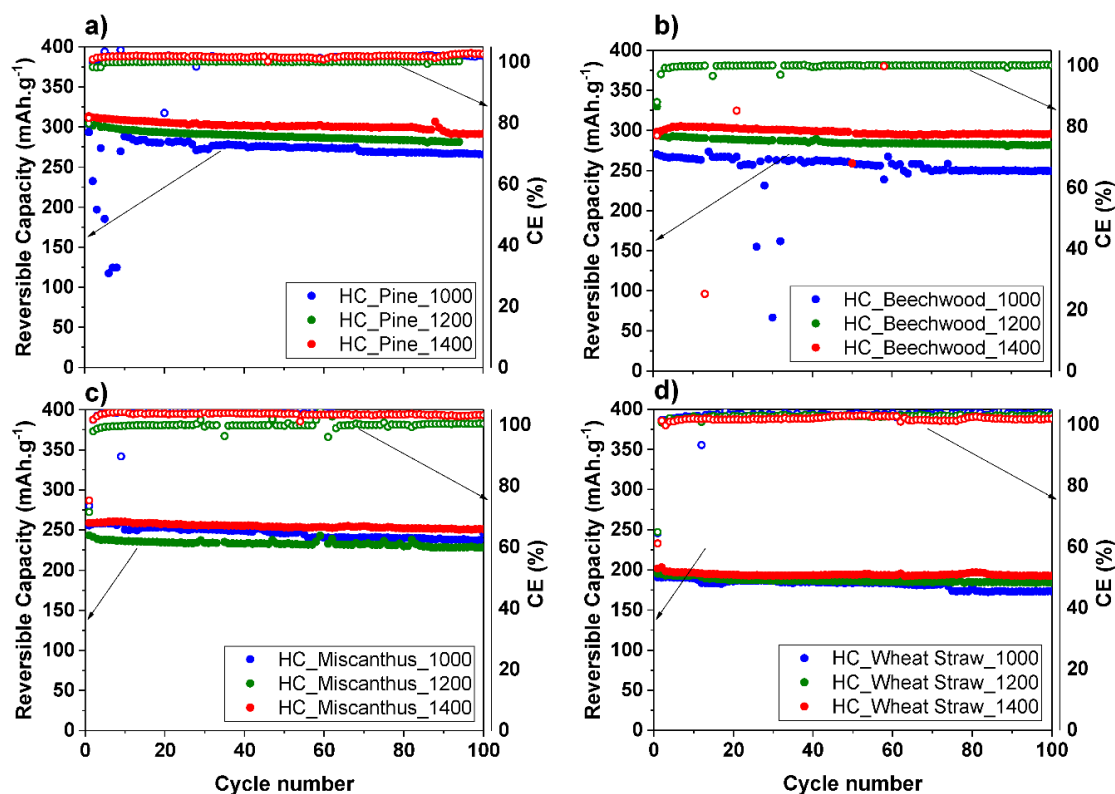 a)
400
350
300
250
200
150
100
50
0
Reversible Capacity (mAh.g⁻¹)
100
80
60
40
20
0
CE (%)
HC_Pine_1000
HC_Pine_1200
HC_Pine_1400
b)
400
350
300
250
200
150
100
50
0
Reversible Capacity (mAh.g⁻¹)
100
80
60
40
20
0
CE (%)
HC_Beechwood_1000
HC_Beechwood_1200
HC_Beechwood_1400
c)
400
350
300
250
200
150
100
50
0
Reversible Capacity (mAh.g⁻¹)
100
80
60
40
20
0
CE (%)
HC_Miscanthus_1000
HC_Miscanthus_1200
HC_Miscanthus_1400
0 20 40 60 80 100
Cycle number
d)
400
350
300
250
200
150
100
50
0
Reversible Capacity (mAh.g⁻¹)
100
80
60
40
20
0
CE (%)
HC_Wheat Straw_1000
HC_Wheat Straw_1200
HC_Wheat Straw_1400
0 20 40 60 80 100
Cycle number